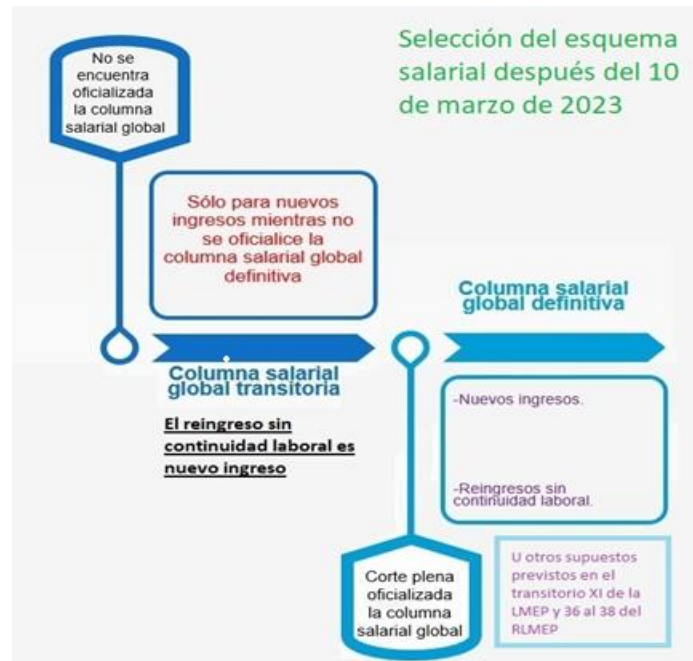 Selección del esquema
salarial después del 10
de marzo de 2023
No se
encuentra
oficializada
la columna
salarial global
Sólo para nuevos
ingresos mientras no
se oficialice la
columna salarial global
definitiva
Columna salarial
global transitoria
El reingreso sin
continuidad laboral es
nuevo ingreso
Columna salarial
global definitiva
-Nuevos ingresos.
-Reingresos sin
continuidad laboral.
Corte plena
oficializada
la columna
salarial global
U otros supuestos
previstos en el
transitorio XI de la
LMEP y 36 al 38 del
RLMEP